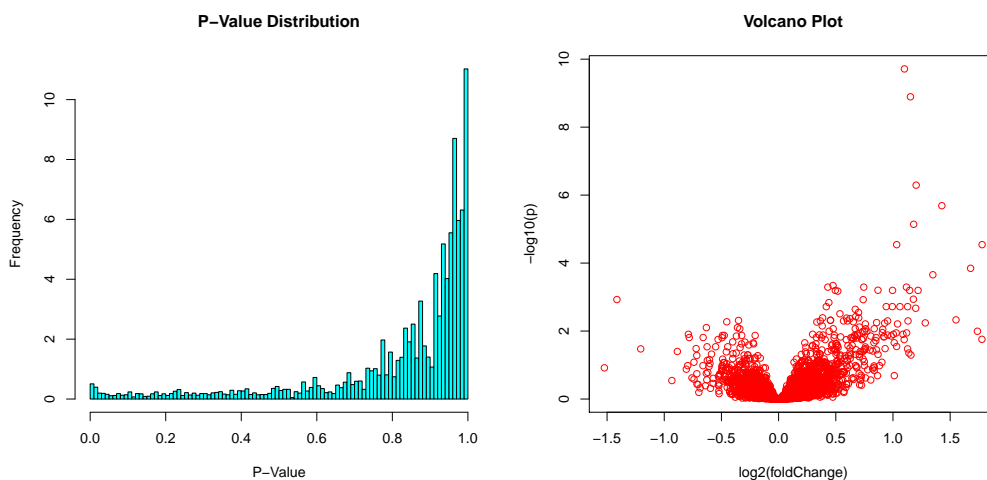 P−Value Distribution
Frequency
10
8
6
4
2
0
0.0 0.2 0.4 0.6 0.8 1.0
P−Value
Volcano Plot
−log10(p)
10
8
6
4
2
0
−1.5 −1.0 −0.5 0.0 0.5 1.0 1.5
log2(foldChange)